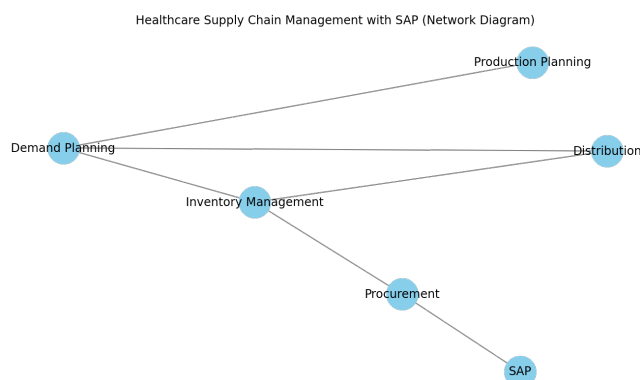 Healthcare Supply Chain Management with SAP (Network Diagram)
Production Planning
Demand Planning
Distribution
Inventory Management
Procurement
SAP